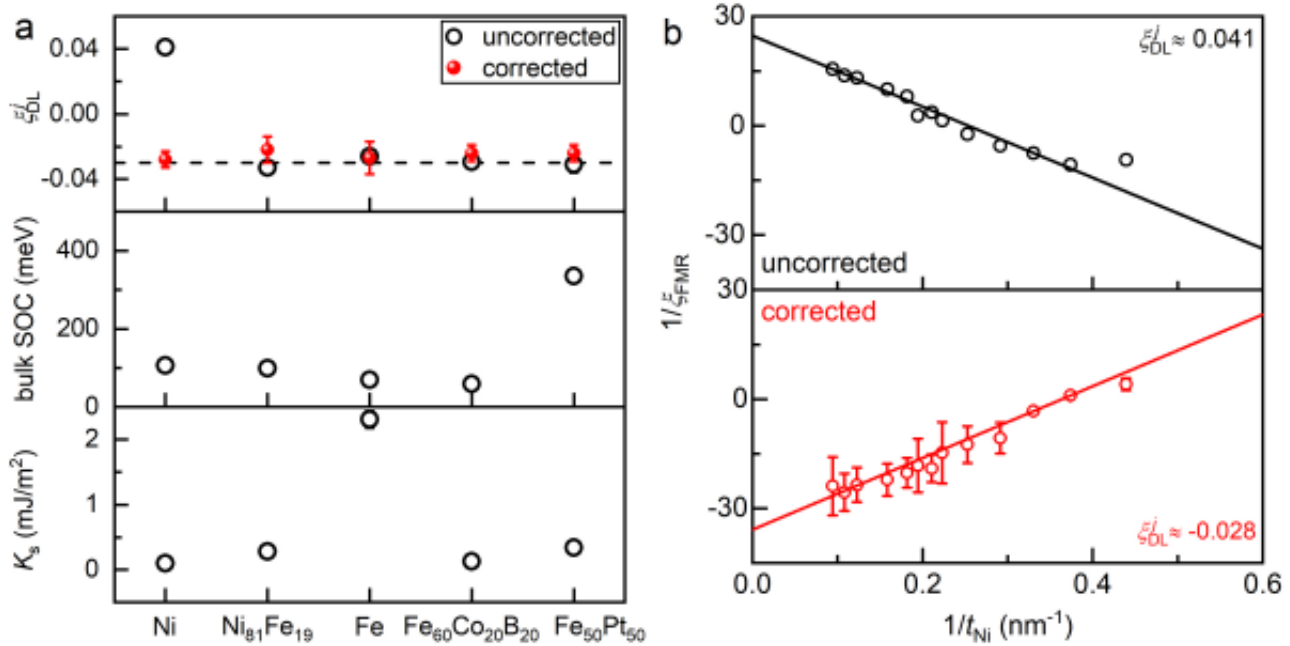 a
0.04
0.00
-0.04
ξ^j_DL
uncorrected
corrected
400
200
0
bulk SOC (meV)
2
1
0
K_s (mJ/m²)
Ni
Ni₈₁Fe₁₉
Fe
Fe₆₀Co₂₀B₂₀
Fe₅₀Pt₅₀
b
30
0
-30
ξ^j_DL ≈ 0.041
uncorrected
1/ξ_FMR
30
0
-30
corrected
ξ^j_DL ≈ -0.028
0.0
0.2
0.4
0.6
1/t_Ni (nm⁻¹)